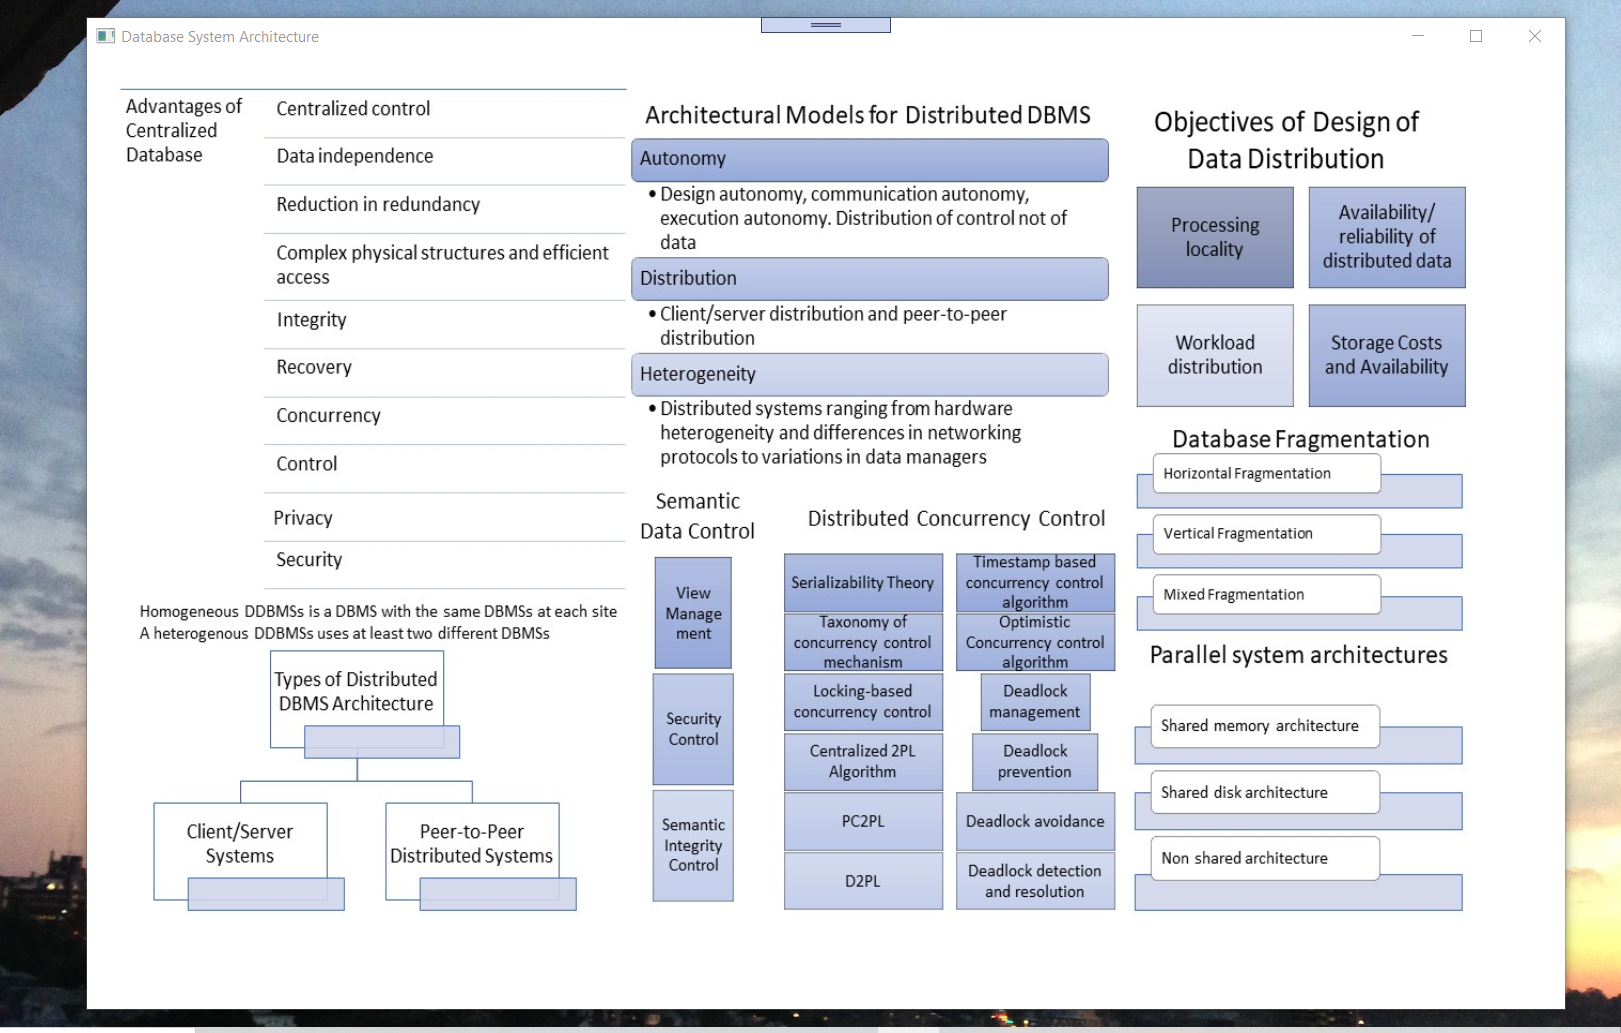 Database System Architecture
Advantages of
Centralized
Database
Centralized control
Data independence
Reduction in redundancy
Complex physical structures and efficient
access
Integrity
Recovery
Concurrency
Control
Privacy
Security
Homogeneous DDBMSs is a DBMS with the same DBMSs at each site
A heterogenous DDBMSs uses at least two different DBMSs
Types of Distributed
DBMS Architecture
Client/Server
Systems
Peer-to-Peer
Distributed Systems
Architectural Models for Distributed DBMS
Autonomy
• Design autonomy, communication autonomy,
execution autonomy. Distribution of control not of
data
Distribution
• Client/server distribution and peer-to-peer
distribution
Heterogeneity
• Distributed systems ranging from hardware
heterogeneity and differences in networking
protocols to variations in data managers
Semantic
Data Control
View
Manage
ment
Security
Control
Semantic
Integrity
Control
Distributed Concurrency Control
Serializability Theory
Timestamp based
concurrency control
algorithm
Taxonomy of
concurrency control
mechanism
Optimistic
Concurrency control
algorithm
Locking-based
concurrency control
Deadlock
management
Centralized 2PL
Algorithm
Deadlock
prevention
PC2PL
Deadlock avoidance
D2PL
Deadlock detection
and resolution
Objectives of Design of
Data Distribution
Processing
locality
Availability/
reliability of
distributed data
Workload
distribution
Storage Costs
and Availability
Database Fragmentation
Horizontal Fragmentation
Vertical Fragmentation
Mixed Fragmentation
Parallel system architectures
Shared memory architecture
Shared disk architecture
Non shared architecture